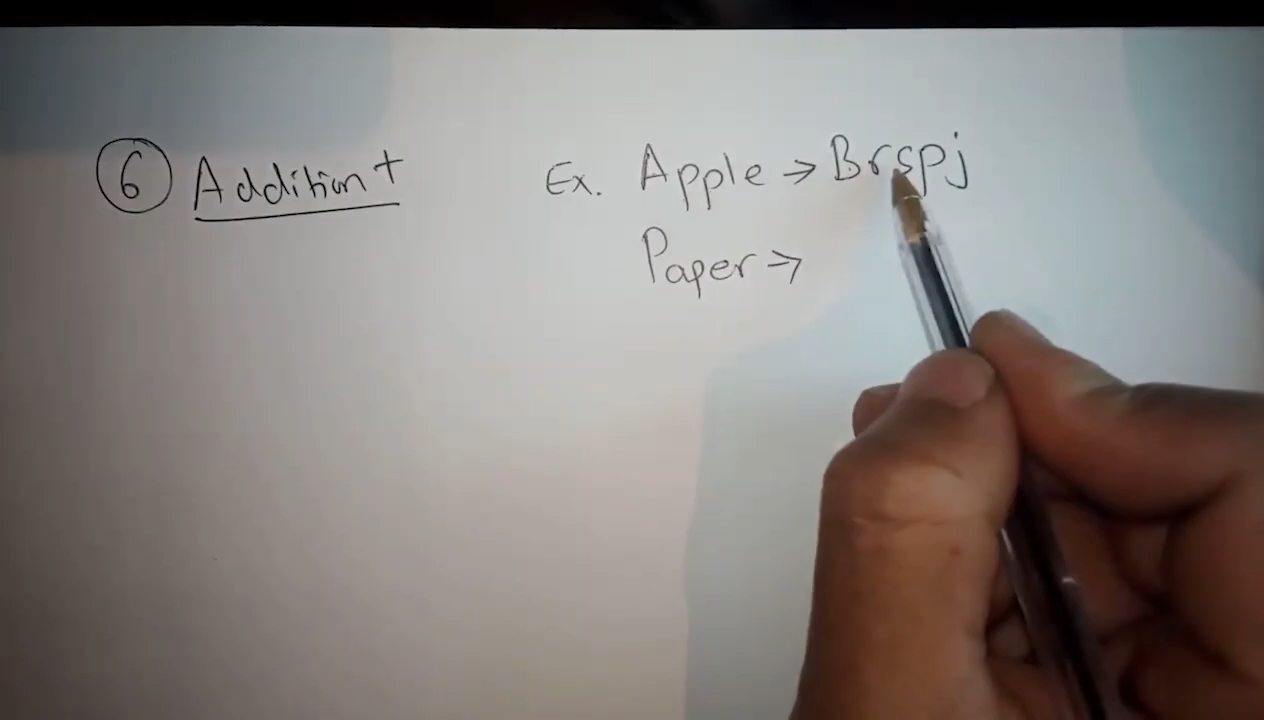 6 Addition + Ex. Apple → Brspj
Paper →